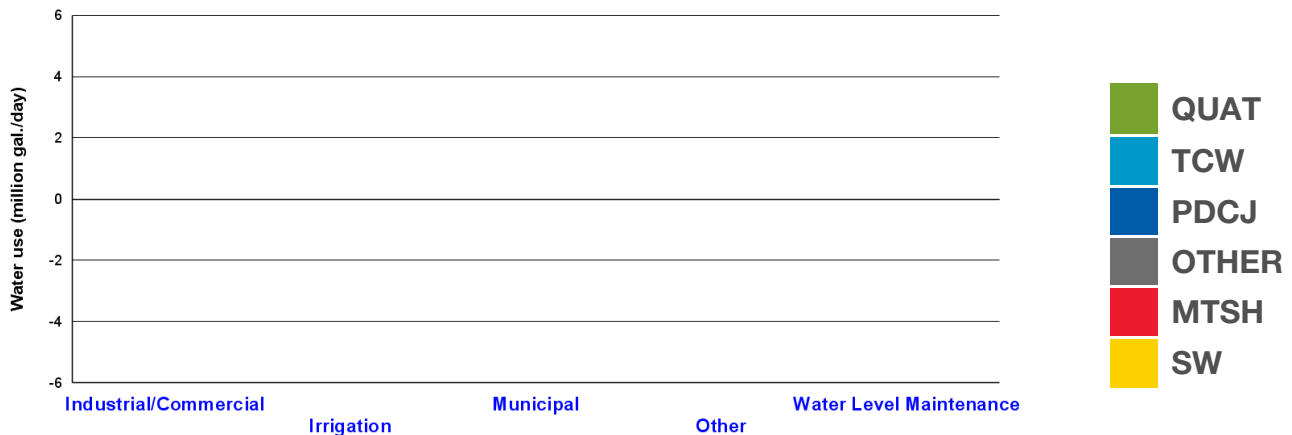 Water use (million gal./day)
6
4
2
0
-2
-4
-6
Industrial/Commercial
Irrigation
Municipal
Other
Water Level Maintenance
QUAT
TCW
PDCJ
OTHER
MTSH
SW